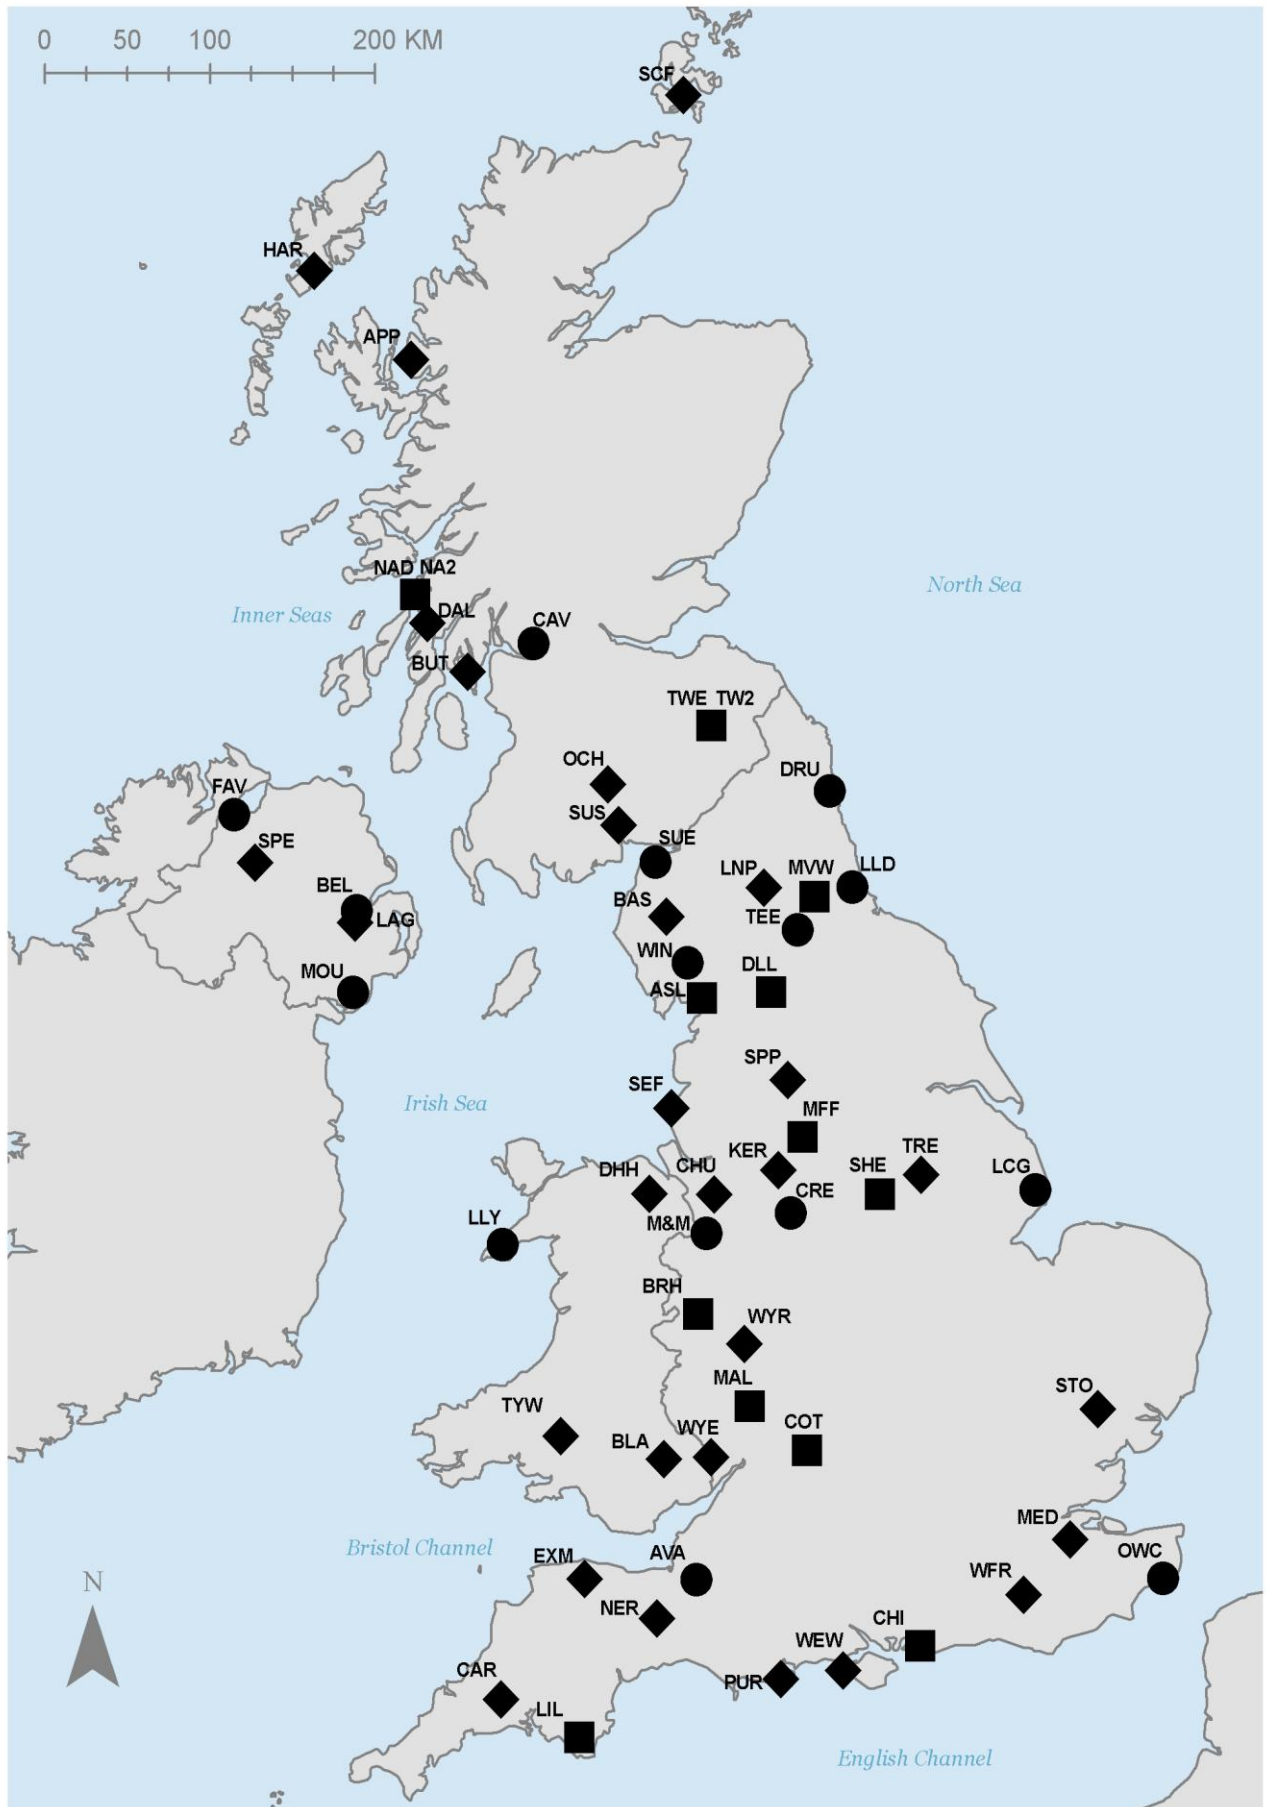 0 50 100 200 KM
SCF
HAR
APP
NAD NA2
DAL
Inner Seas
North Sea
CAV
BUT
TWE TW2
OCH
DRU
FAV
SUS
SPE
SUE
LNP
MVW
LLD
BEL
BAS
TEE
LAG
WIN
MOU
DLL
ASL
SPP
SEF
Irish Sea
MFF
KER
TRE
DHH
CHU
SHE
LCG
CRE
LLY
M&M
BRH
WYR
MAL
STO
TYW
COT
WYE
BLA
MED
Bristol Channel
EXM
AVA
OWC
WFR
N
NER
CHI
WEW
CAR
PUR
LIL
English Channel